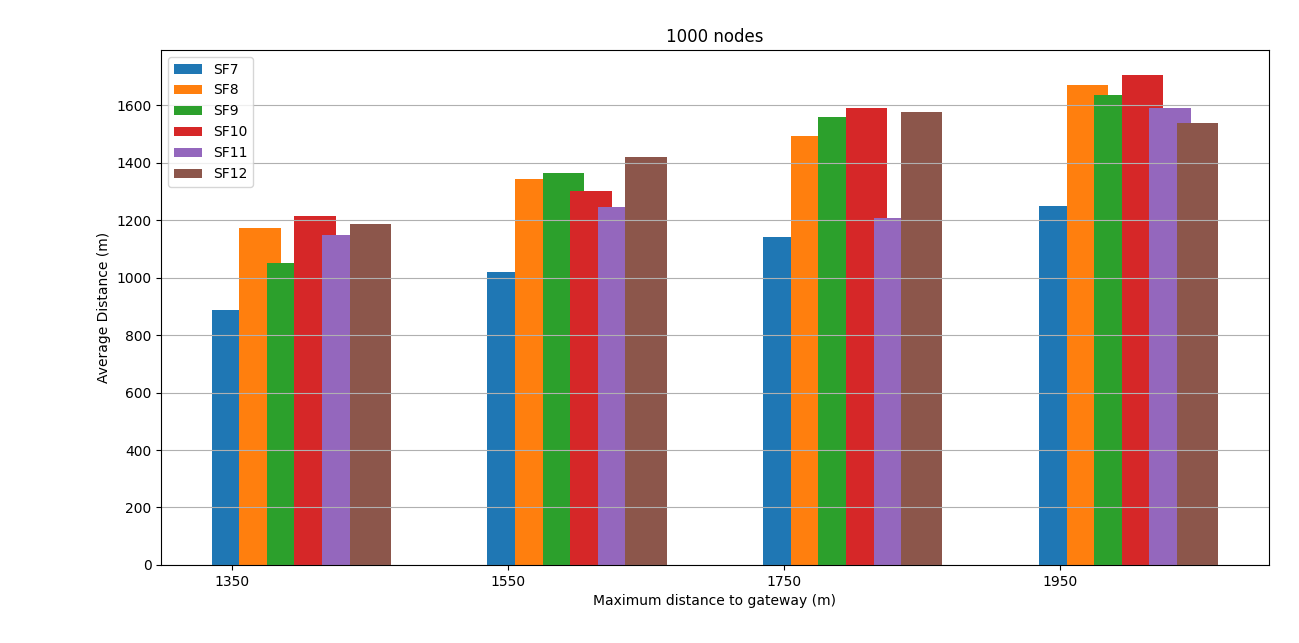 1000 nodes
SF7
SF8
SF9
SF10
SF11
SF12
Average Distance (m)
1600
1400
1200
1000
800
600
400
200
0
1350 1550 1750 1950
Maximum distance to gateway (m)